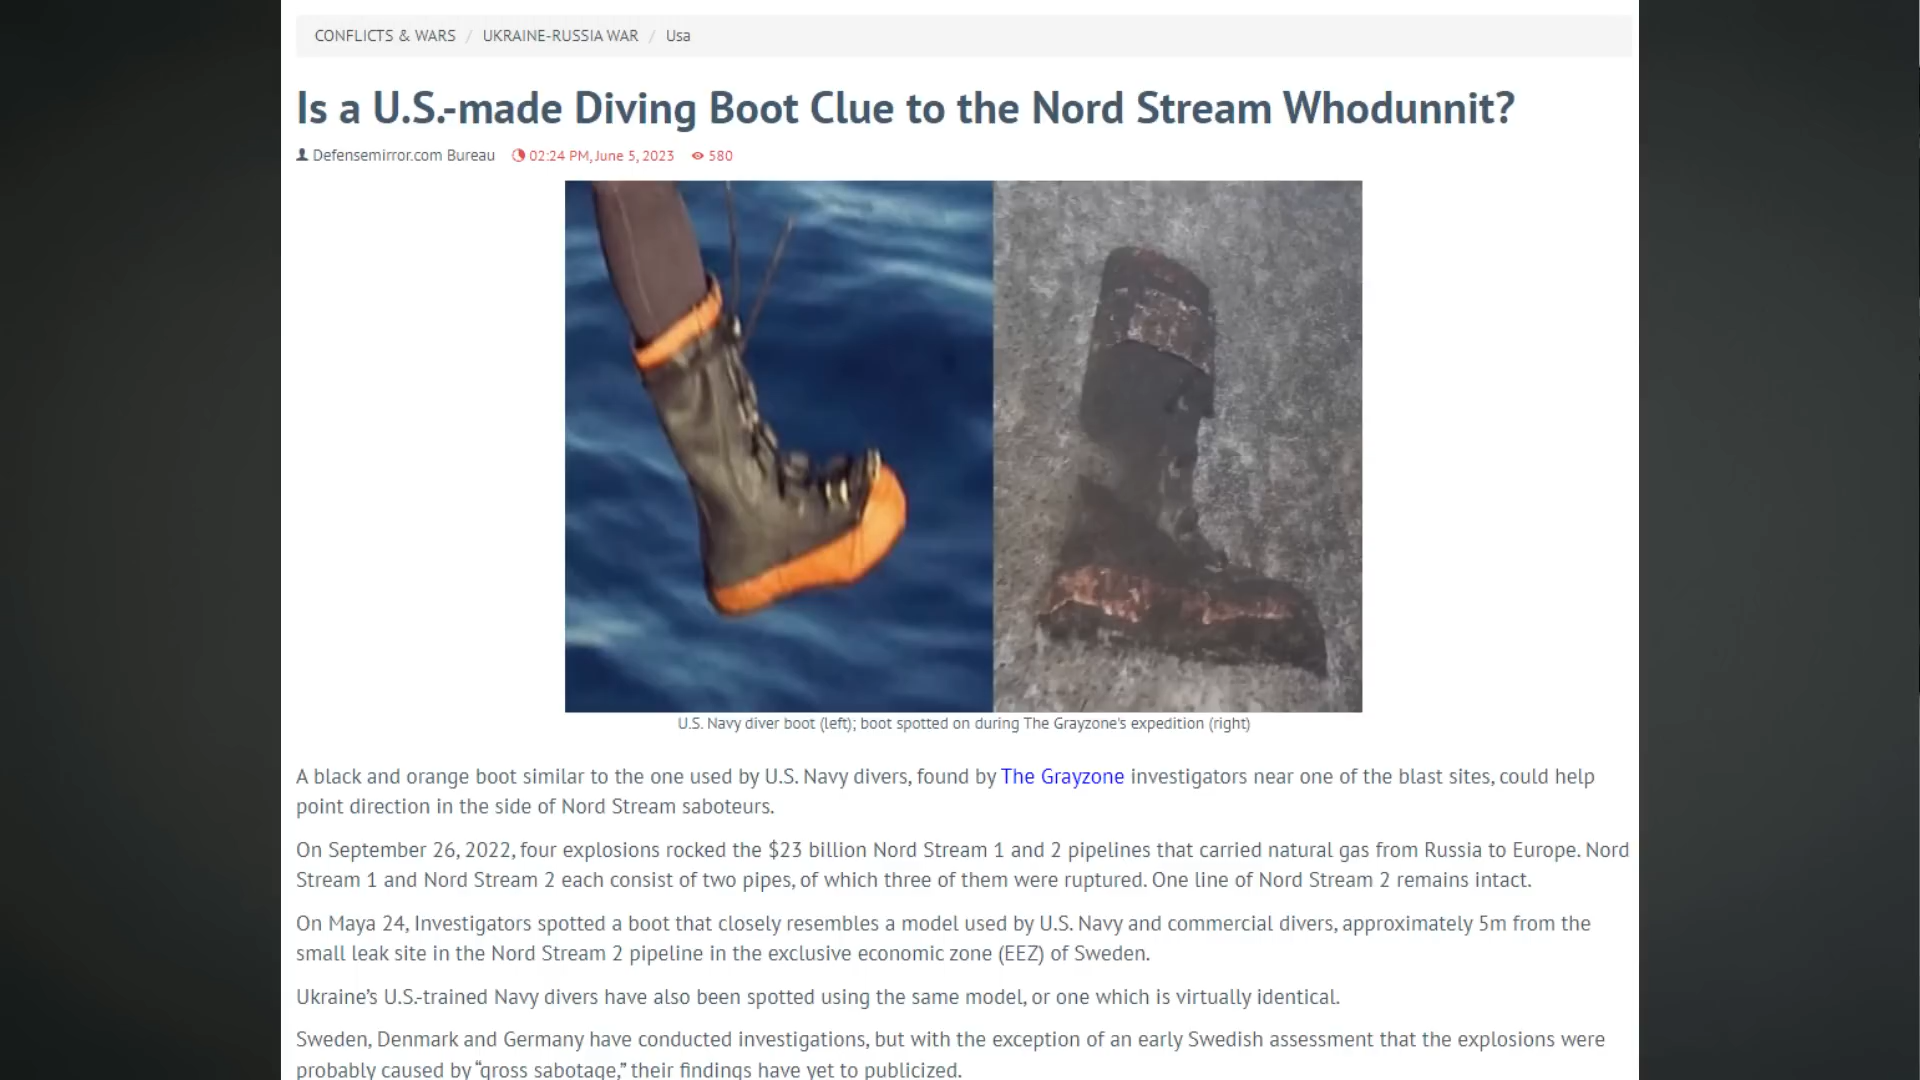 CONFLICTS & WARS / UKRAINE-RUSSIA WAR / Usa
Is a U.S.-made Diving Boot Clue to the Nord Stream Whodunnit?
Defensemirror.com Bureau 02:24 PM, June 5, 2023 580
U.S. Navy diver boot (left); boot spotted on during The Grayzone's expedition (right)
A black and orange boot similar to the one used by U.S. Navy divers, found by The Grayzone investigators near one of the blast sites, could help
point direction in the side of Nord Stream saboteurs.
On September 26, 2022, four explosions rocked the $23 billion Nord Stream 1 and 2 pipelines that carried natural gas from Russia to Europe. Nord
Stream 1 and Nord Stream 2 each consist of two pipes, of which three of them were ruptured. One line of Nord Stream 2 remains intact.
On Maya 24, Investigators spotted a boot that closely resembles a model used by U.S. Navy and commercial divers, approximately 5m from the
small leak site in the Nord Stream 2 pipeline in the exclusive economic zone (EEZ) of Sweden.
Ukraine’s U.S.-trained Navy divers have also been spotted using the same model, or one which is virtually identical.
Sweden, Denmark and Germany have conducted investigations, but with the exception of an early Swedish assessment that the explosions were
probably caused by “gross sabotage,” their findings have yet to publicized.